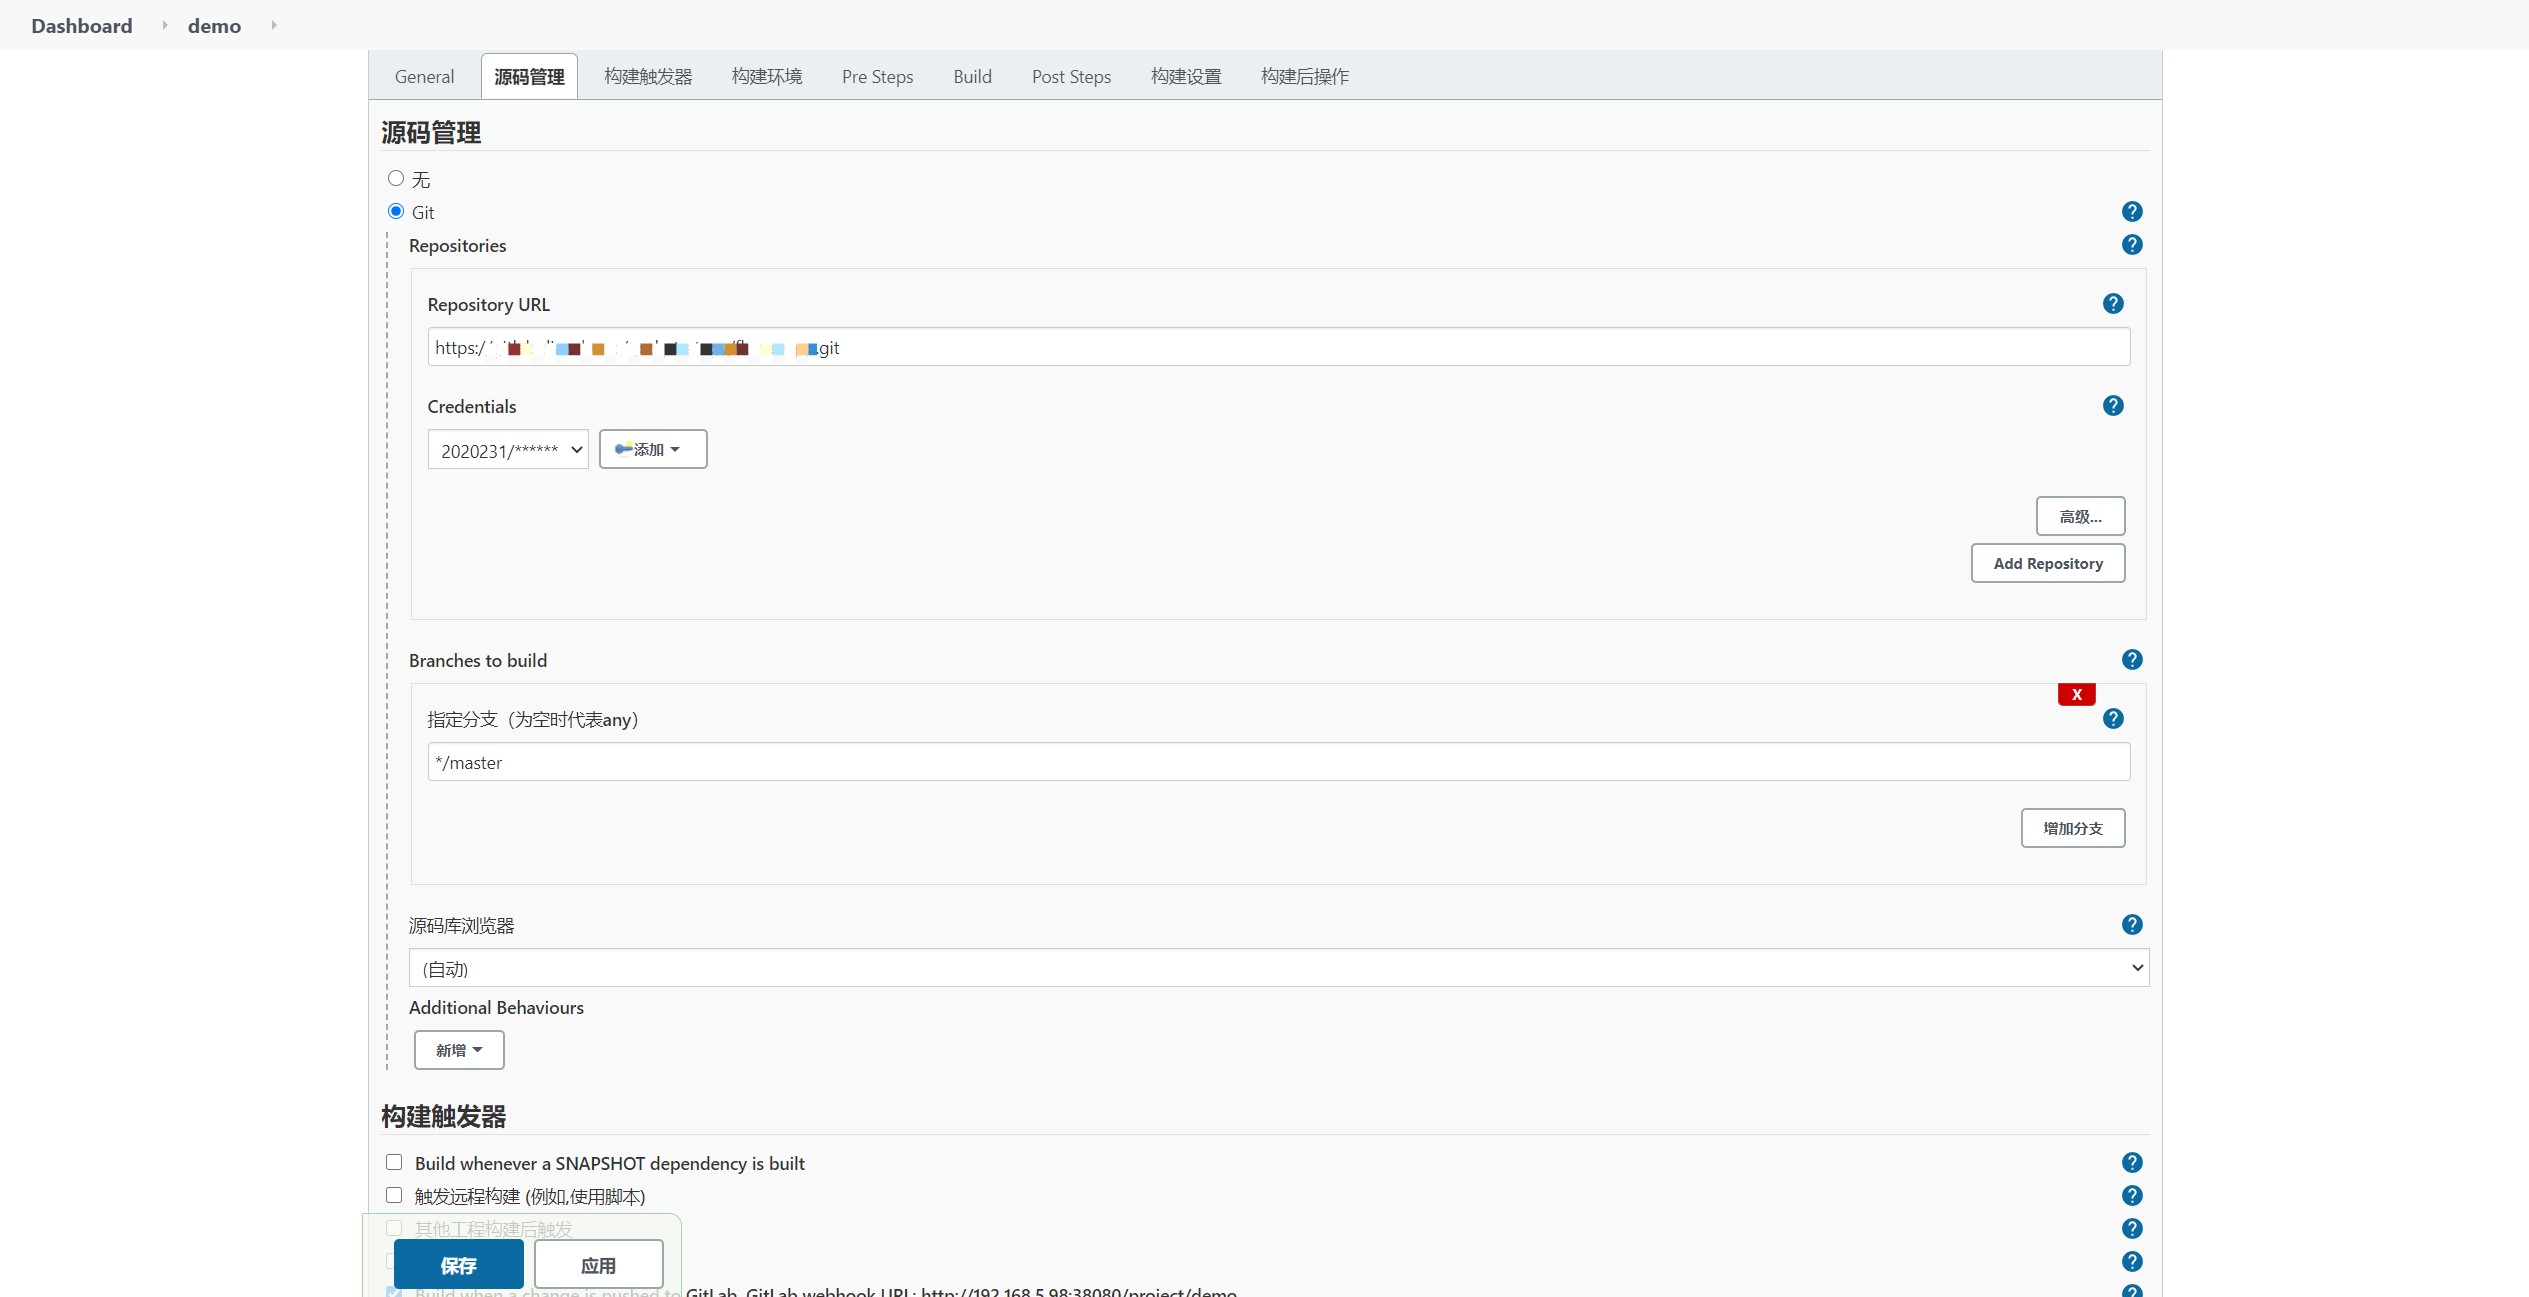 Dashboard demo
General 源码管理 构建触发器 构建环境 Pre Steps Build Post Steps 构建设置 构建后操作
源码管理
无
Git
Repositories
Repository URL
https:/ .git
Credentials
2020231/****** 添加
高级...
Add Repository
Branches to build
X
指定分支（为空时代表any）
*/master
增加分支
源码库浏览器
(自动)
Additional Behaviours
新增
构建触发器
Build whenever a SNAPSHOT dependency is built
触发远程构建 (例如,使用脚本)
其他工程构建后触发
保存 应用
Build when a change is pushed to GitLab. GitLab webhook URL: http://192.168.5.98:38080/project/demo